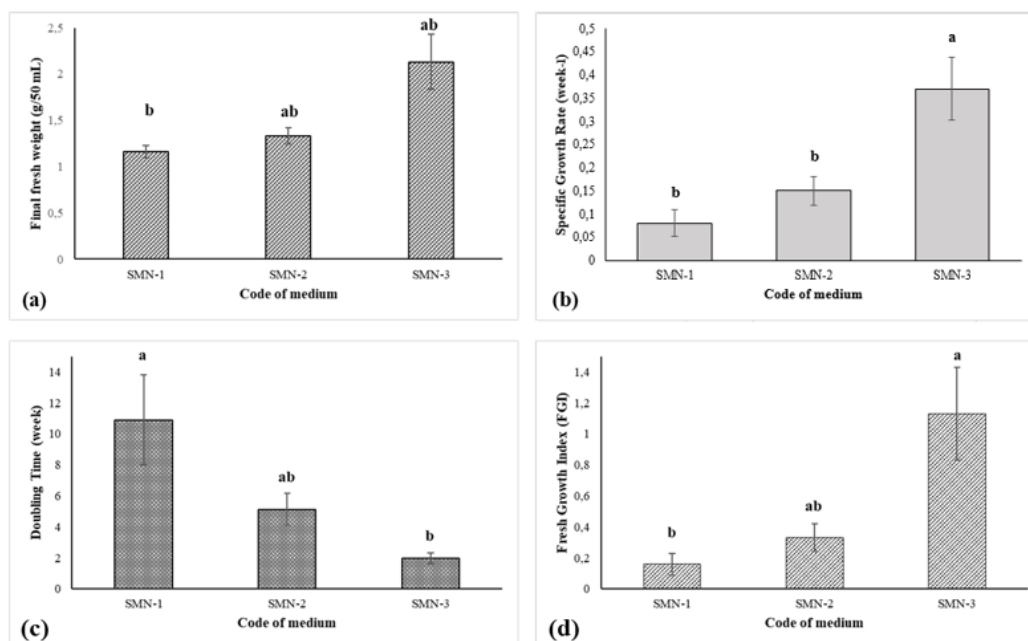 2,5
2
1,5
1
0,5
0
Final fresh weight (g/50 mL)
b
ab
ab
SMN-1 SMN-2 SMN-3
Code of medium
(a)
0,5
0,45
0,4
0,35
0,3
0,25
0,2
0,15
0,1
0,05
0
Specific Growth Rate (week-1)
b
b
a
SMN-1 SMN-2 SMN-3
Code of medium
(b)
14
12
10
8
6
4
2
0
Doubling Time (week)
a
ab
b
SMN-1 SMN-2 SMN-3
Code of medium
(c)
1,4
1,2
1
0,8
0,6
0,4
0,2
0
Fresh Growth Index (FGI)
b
ab
a
SMN-1 SMN-2 SMN-3
Code of medium
(d)